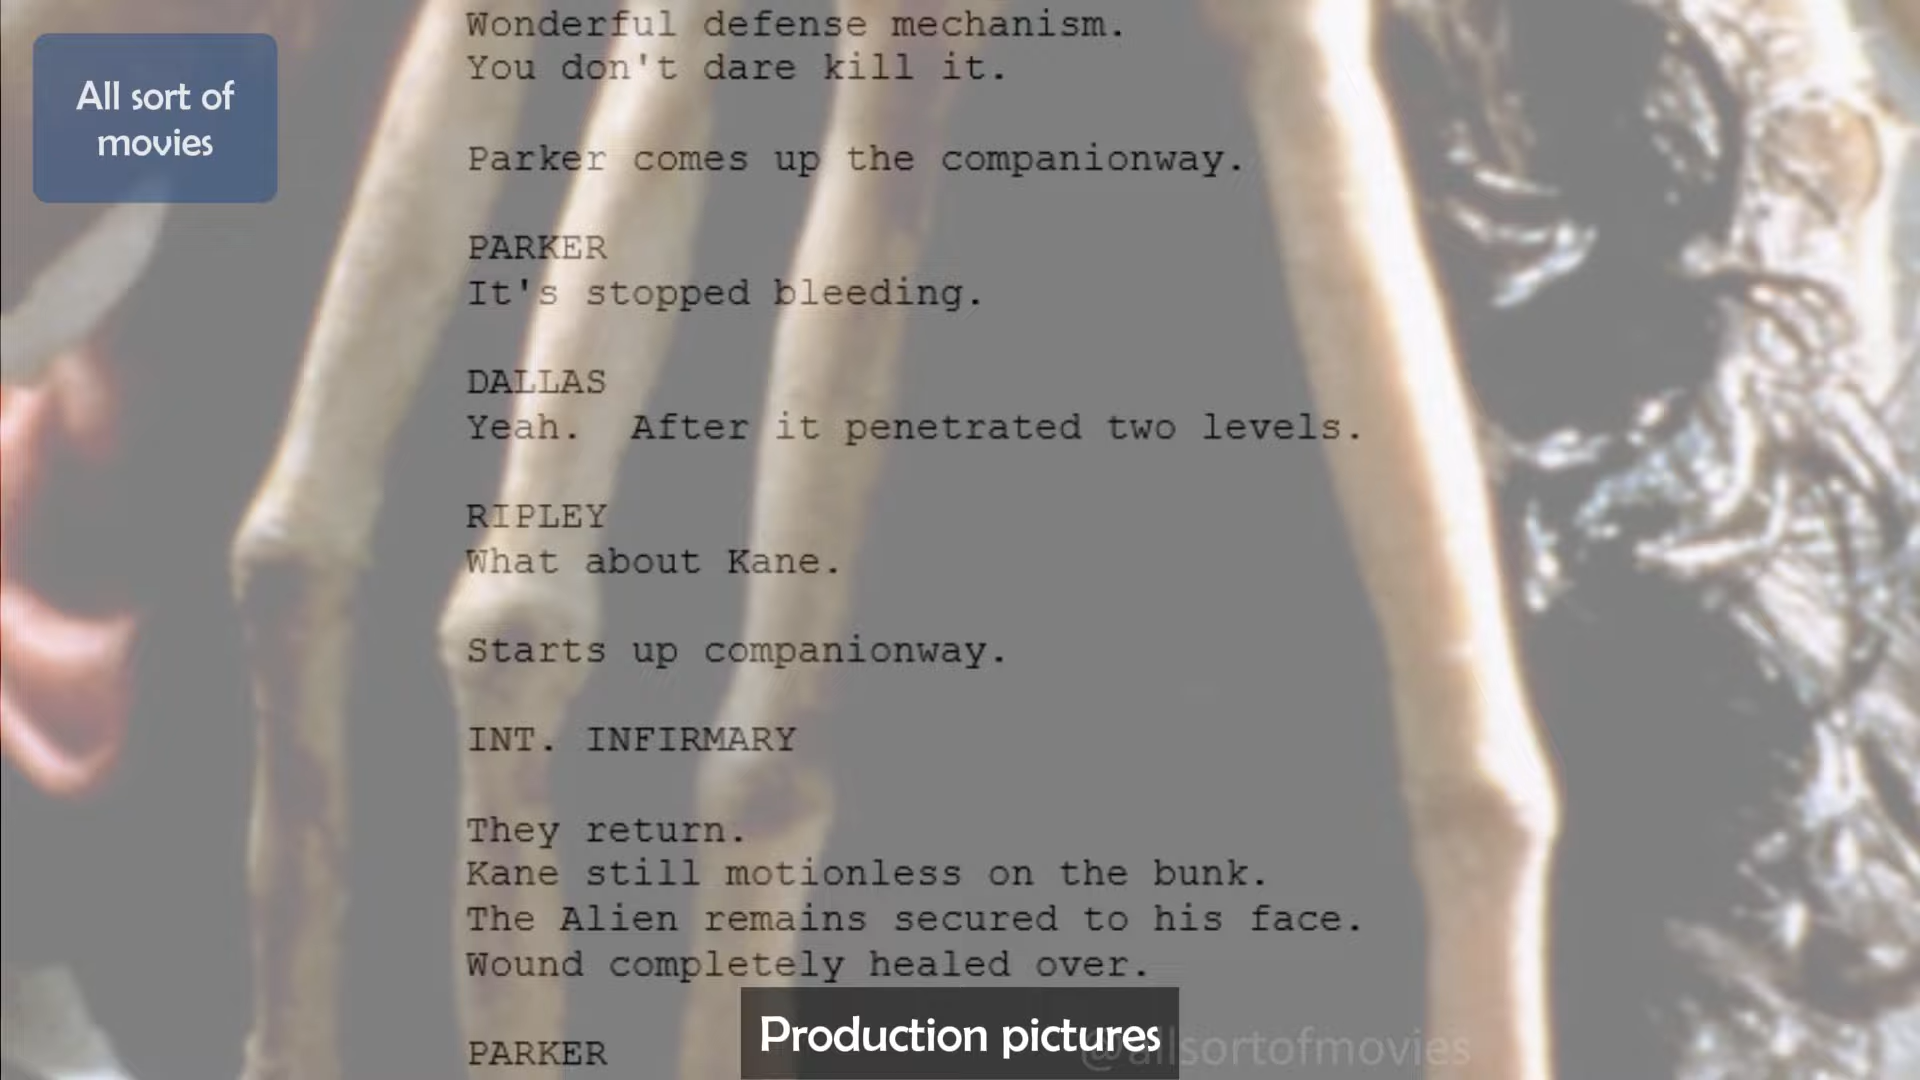 All sort of
movies
Wonderful defense mechanism.
You don't dare kill it.
Parker comes up the companionway.
PARKER
It's stopped bleeding.
DALLAS
Yeah.  After it penetrated two levels.
RIPLEY
What about Kane.
Starts up companionway.
INT. INFIRMARY
They return.
Kane still motionless on the bunk.
The Alien remains secured to his face.
Wound completely healed over.
PARKER
Production pictures
@allsortofmovies